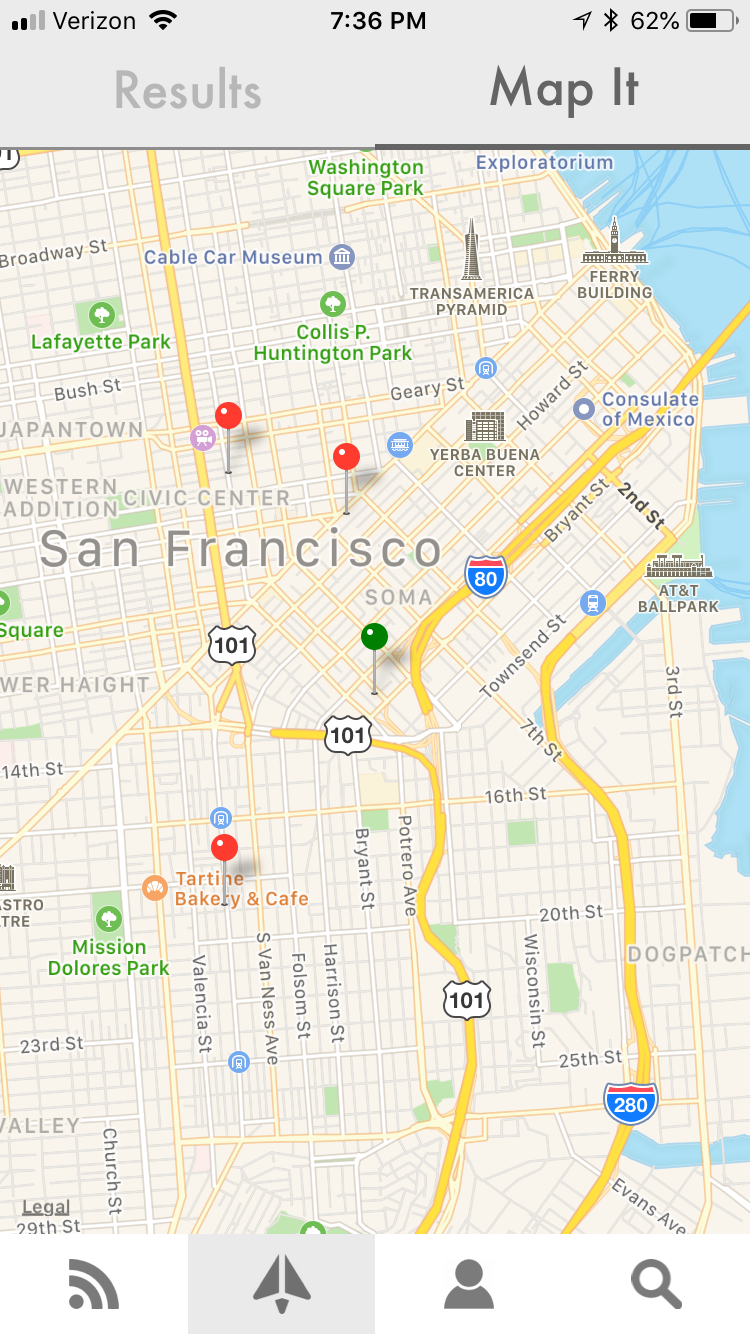 Verizon
7:36 PM
62%
Results
Map It
Washington
Square Park
Exploratorium
Broadway St
Cable Car Museum
TRANSAMERICA
PYRAMID
FERRY
BUILDING
Lafayette Park
Collis P.
Huntington Park
Bush St
Geary St
Howard St
Consulate
of Mexico
JAPANTOWN
YERBA BUENA
CENTER
WESTERN
ADDITION
CIVIC CENTER
Bryant St
2nd St
San Francisco
80
SOMA
AT&T
BALLPARK
Square
101
Townsend St
WER HAIGHT
3rd St
101
7th St
14th St
16th St
Bryant St
Potrero Ave
Tartine
Bakery & Cafe
ASTRO
TRE
20th St
Mission
Dolores Park
Valencia St
S Van Ness Ave
Folsom St
Harrison St
Wisconsin St
DOGPATCH
101
23rd St
25th St
280
VALLEY
Church St
Legal
29th St
Evans Ave